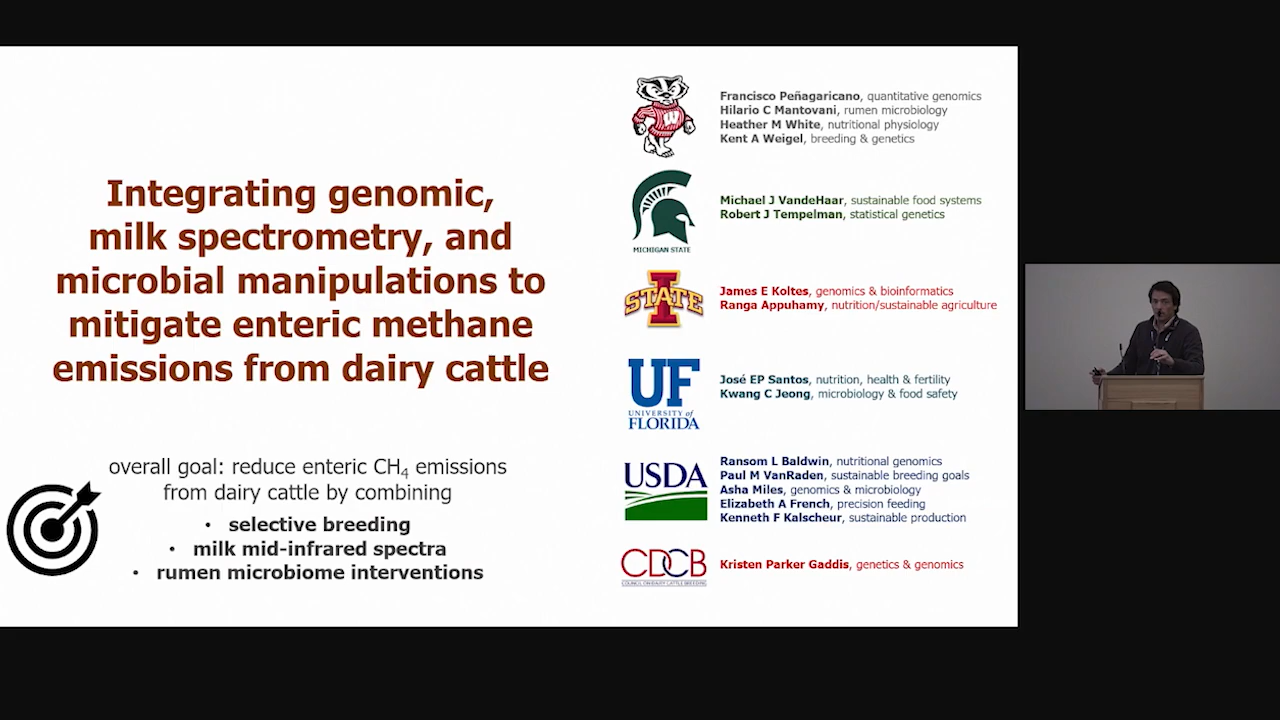 Integrating genomic,
milk spectrometry, and
microbial manipulations to
mitigate enteric methane
emissions from dairy cattle
overall goal: reduce enteric CH₄ emissions
from dairy cattle by combining
• selective breeding
• milk mid-infrared spectra
• rumen microbiome interventions
W
Francisco Peñagaricano, quantitative genomics
Hilario C Mantovani, rumen microbiology
Heather M White, nutritional physiology
Kent A Weigel, breeding & genetics
MICHIGAN STATE
Michael J VandeHaar, sustainable food systems
Robert J Tempelman, statistical genetics
I
STATE
James E Koltes, genomics & bioinformatics
Ranga Appuhamy, nutrition/sustainable agriculture
UF
UNIVERSITY of
FLORIDA
José EP Santos, nutrition, health & fertility
Kwang C Jeong, microbiology & food safety
USDA
Ransom L Baldwin, nutritional genomics
Paul M VanRaden, sustainable breeding goals
Asha Miles, genomics & microbiology
Elizabeth A French, precision feeding
Kenneth F Kalscheur, sustainable production
CDCB
COUNCIL ON DAIRY CATTLE BREEDING
Kristen Parker Gaddis, genetics & genomics